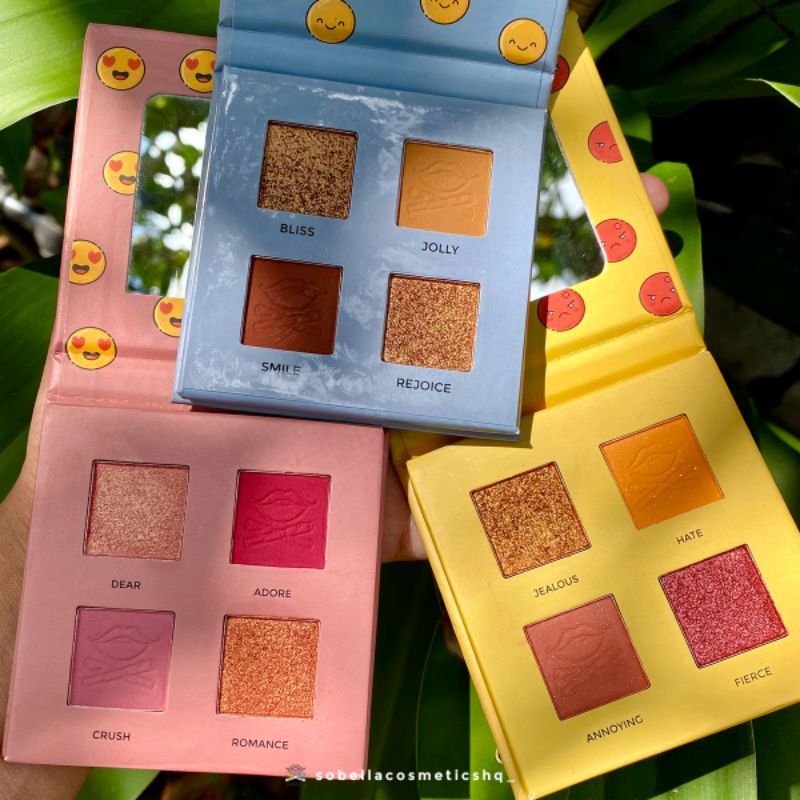 BLISS
JOLLY
SMILE
REJOICE
DEAR
ADORE
CRUSH
ROMANCE
JEALOUS
HATE
ANNOYING
FIERCE
sobellacosmeticshq_